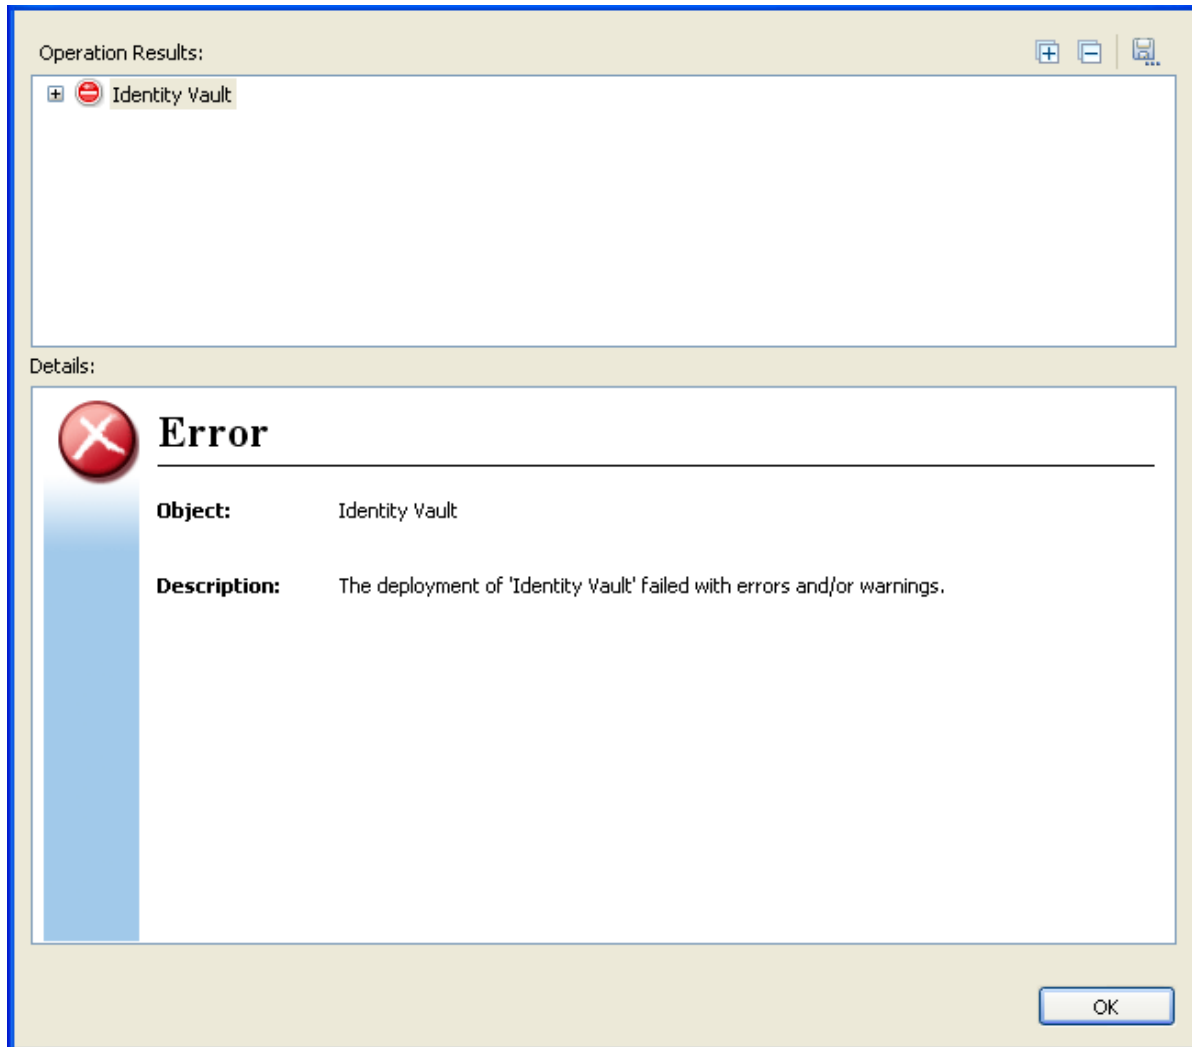 Operation Results:
Identity Vault
Details:
Error
Object: Identity Vault
Description: The deployment of 'Identity Vault' failed with errors and/or warnings.
OK